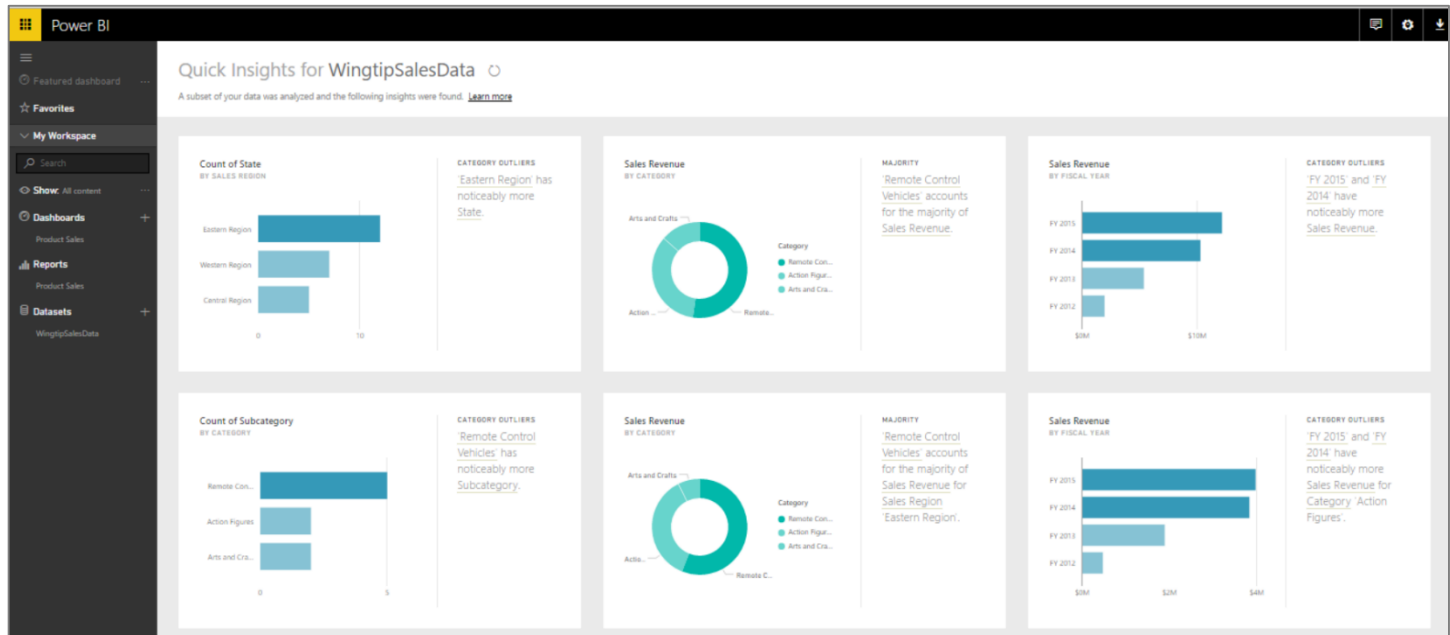 Power BI
Featured dashboard
Favorites
My Workspace
Search
Show: All content
Dashboards
Product Sales
Reports
Product Sales
Datasets
WingtipSalesData
Quick Insights for WingtipSalesData
A subset of your data was analyzed and the following insights were found. Learn more
Count of State
BY SALES REGION
Eastern Region
Western Region
Central Region
0
10
CATEGORY OUTLIERS
'Eastern Region' has
noticeably more
State.
Sales Revenue
BY CATEGORY
Arts and Crafts
Action ...
Remote...
Category
Remote Con...
Action Figur...
Arts and Cra...
MAJORITY
'Remote Control
Vehicles' accounts
for the majority of
Sales Revenue.
Sales Revenue
BY FISCAL YEAR
FY 2015
FY 2014
FY 2013
FY 2012
$0M
$10M
CATEGORY OUTLIERS
'FY 2015' and 'FY
2014' have
noticeably more
Sales Revenue.
Count of Subcategory
BY CATEGORY
Remote Con...
Action Figures
Arts and Cra...
0
5
CATEGORY OUTLIERS
'Remote Control
Vehicles' has
noticeably more
Subcategory.
Sales Revenue
BY CATEGORY
Arts and Crafts
Actio...
Remote C...
Category
Remote Con...
Action Figur...
Arts and Cra...
MAJORITY
'Remote Control
Vehicles' accounts
for the majority of
Sales Revenue for
Sales Region
'Eastern Region'.
Sales Revenue
BY FISCAL YEAR
FY 2015
FY 2014
FY 2013
FY 2012
$0M
$2M
$4M
CATEGORY OUTLIERS
'FY 2015' and 'FY
2014' have
noticeably more
Sales Revenue for
Category 'Action
Figures'.